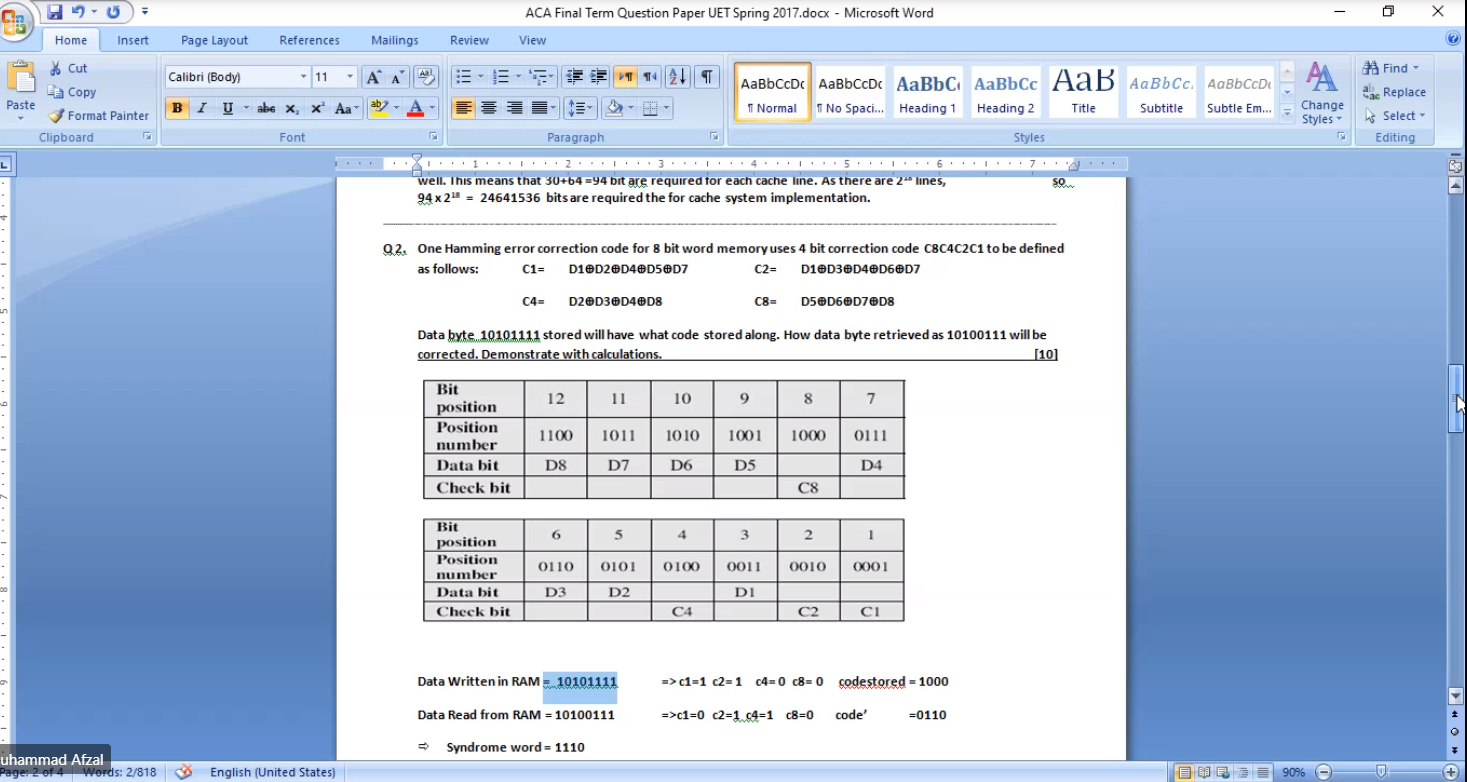 ACA Final Term Question Paper UET Spring 2017.docx - Microsoft Word
Home Insert Page Layout References Mailings Review View
Cut
Copy
Format Painter
Paste
Clipboard
Calibri (Body) 11
Font
Paragraph
AaBbCcDc AaBbCcDc AaBbC AaBbCc AaB AaBbCc. AaBbCcDc
¶ Normal ¶ No Spaci... Heading 1 Heading 2 Title Subtitle Subtle Em...
Change Styles
Styles
Find
Replace
Select
Editing
well. This means that 30+64 =94 bit are required for each cache line. As there are 2¹⁸ lines, so
94 x 2¹⁸ = 24641536 bits are required the for cache system implementation.
Q2. One Hamming error correction code for 8 bit word memory uses 4 bit correction code C8C4C2C1 to be defined
as follows: C1= D1⊕D2⊕D4⊕D5⊕D7 C2= D1⊕D3⊕D4⊕D6⊕D7
C4= D2⊕D3⊕D4⊕D8 C8= D5⊕D6⊕D7⊕D8
Data byte 10101111 stored will have what code stored along. How data byte retrieved as 10100111 will be
corrected. Demonstrate with calculations. [10]
Bit position 12 11 10 9 8 7
Position number 1100 1011 1010 1001 1000 0111
Data bit D8 D7 D6 D5 D4
Check bit C8
Bit position 6 5 4 3 2 1
Position number 0110 0101 0100 0011 0010 0001
Data bit D3 D2 D1
Check bit C4 C2 C1
Data Written in RAM = 10101111 => c1=1 c2= 1 c4= 0 c8= 0 codestored = 1000
Data Read from RAM = 10100111 =>c1=0 c2=1 c4=1 c8=0 code’ =0110
⇨ Syndrome word = 1110
uhammad Afzal
Page: 2 of 4 Words: 2/818 English (United States) 90%